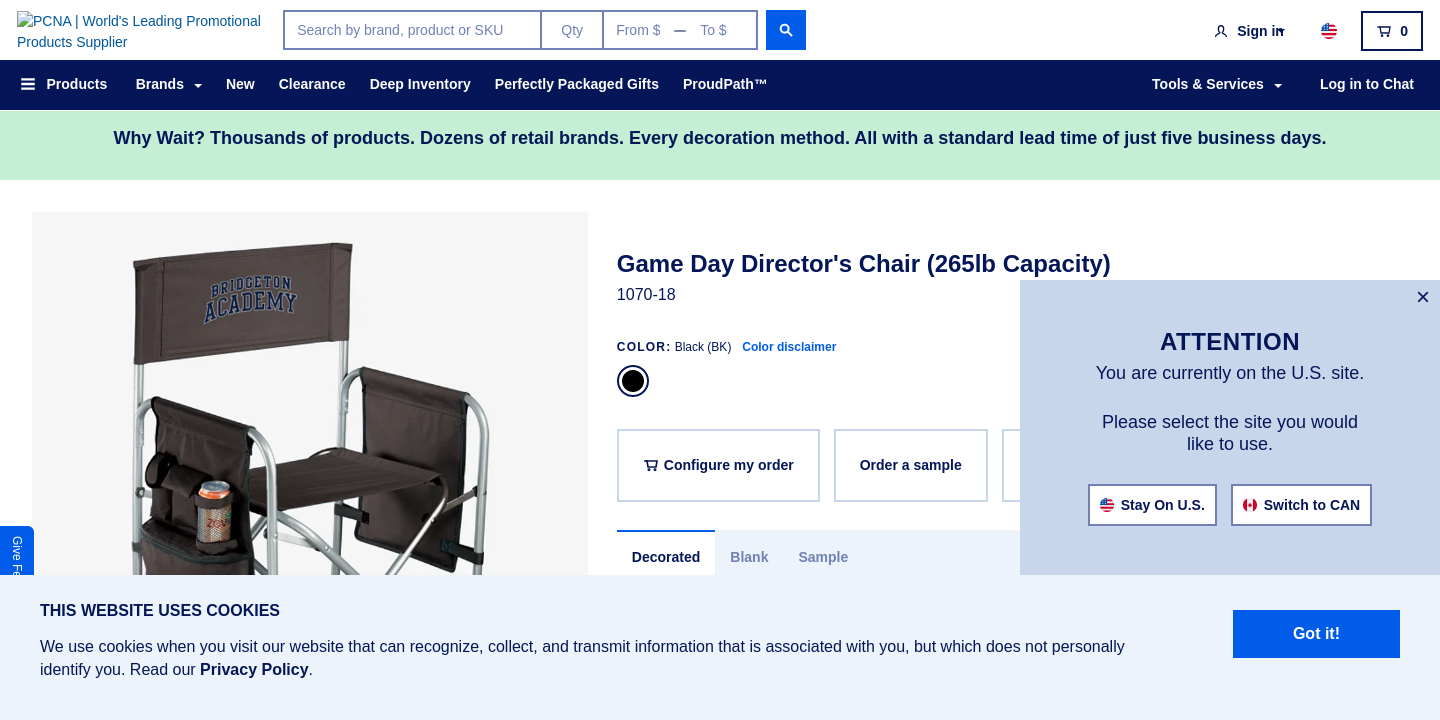 PCNA | World's Leading Promotional
Products Supplier
Search by brand, product or SKU
Qty
From $
To $
Sign in
0
Products
Brands
New
Clearance
Deep Inventory
Perfectly Packaged Gifts
ProudPath™
Tools & Services
Log in to Chat
Why Wait? Thousands of products. Dozens of retail brands. Every decoration method. All with a standard lead time of just five business days.
BRIDGETON
ACADEMY
Game Day Director's Chair (265lb Capacity)
1070-18
COLOR: Black (BK) Color disclaimer
Configure my order
Order a sample
Decorated
Blank
Sample
×
ATTENTION
You are currently on the U.S. site.
Please select the site you would
like to use.
Stay On U.S.
Switch to CAN
Give
THIS WEBSITE USES COOKIES
We use cookies when you visit our website that can recognize, collect, and transmit information that is associated with you, but which does not personally
identify you. Read our Privacy Policy.
Got it!